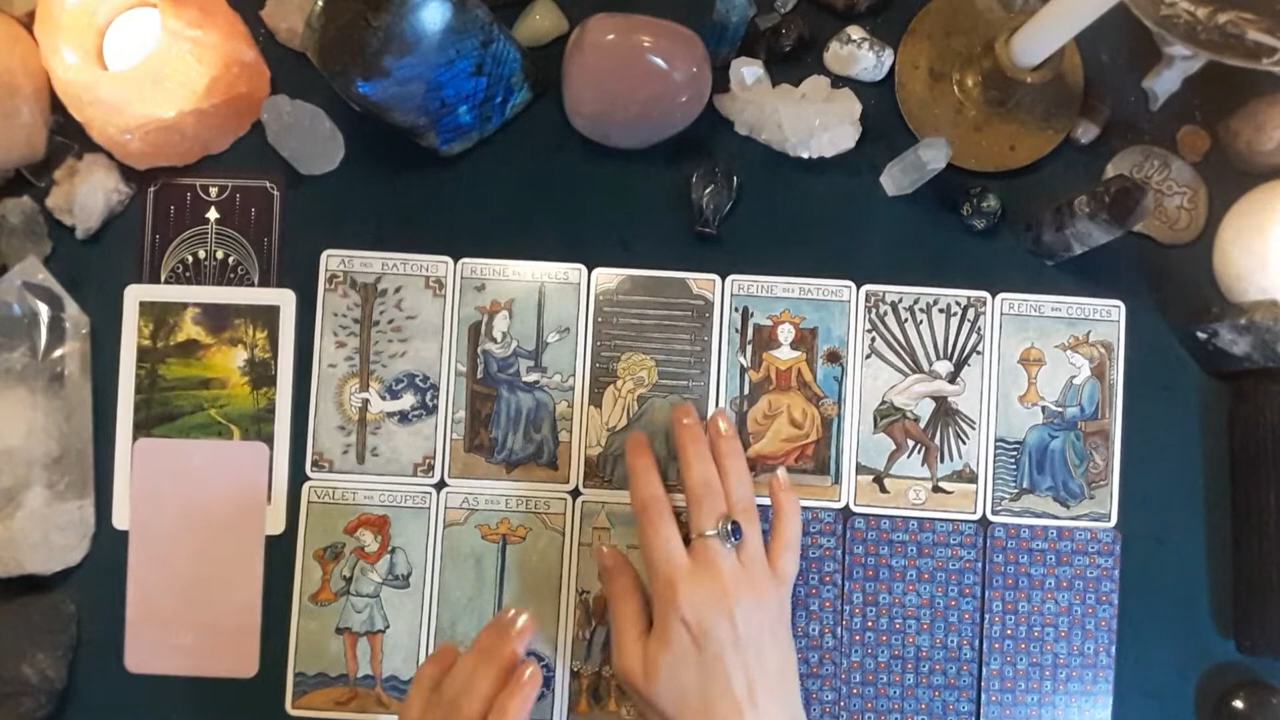 AS DES BATONS
REINE DES EPEES
REINE DES BATONS
REINE DES COUPES
X
VALET DES COUPES
AS DES EPEES